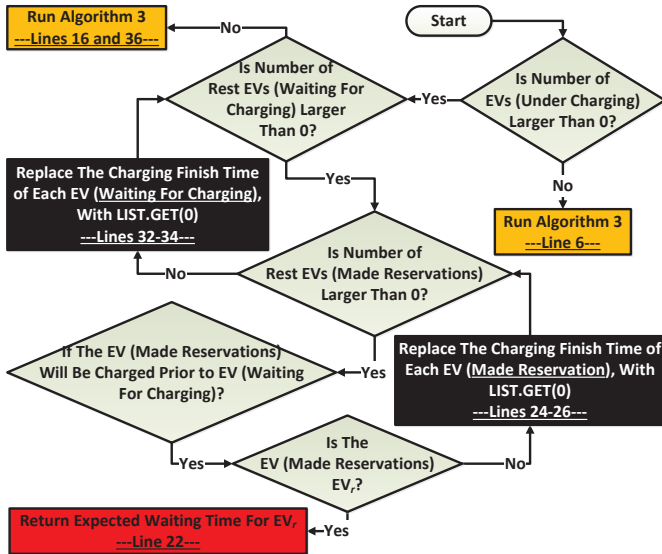 Run Algorithm 3
---Lines 16 and 36---
No
Start
Is Number of
Rest EVs (Waiting For
Charging) Larger
Than 0?
Yes
Is Number of
EVs (Under Charging)
Larger Than 0?
No
Run Algorithm 3
---Line 6---
Replace The Charging Finish Time
of Each EV (Waiting For Charging),
With LIST.GET(0)
---Lines 32-34---
Yes
Is Number of
Rest EVs (Made Reservations)
Larger Than 0?
No
Yes
If The EV (Made Reservations)
Will Be Charged Prior to EV (Waiting
For Charging)?
Replace The Charging Finish Time of
Each EV (Made Reservation), With
LIST.GET(0)
---Lines 24-26---
Yes
Is The
EV (Made Reservations)
EVr?
No
Yes
Return Expected Waiting Time For EVr
---Line 22---